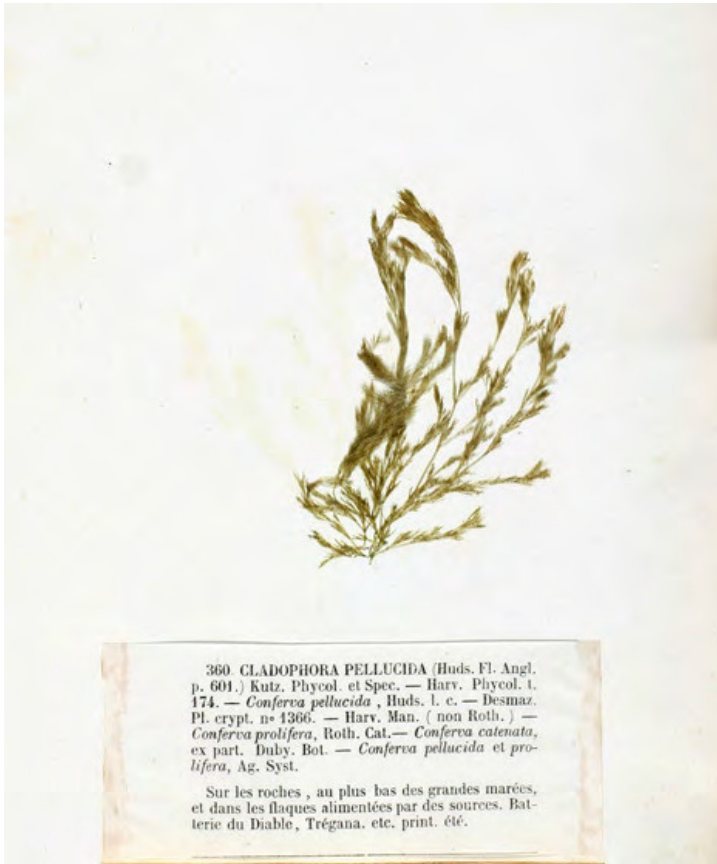 360. CLADOPHORA PELLUCIDA (Huds. Fl. Angl.
p. 601.) Kutz. Phycol. et Spec. — Harv. Phycol. t.
174. — Conferva pellucida, Huds. l. c. — Desmaz.
Pl. crypt. nº 1366. — Harv. Man. (non Roth.) —
Conferva prolifera, Roth. Cat.— Conferva catenata,
ex part. Duby. Bot. — Conferva pellucida et pro-
lifera, Ag. Syst.
Sur les roches, au plus bas des grandes marées,
et dans les flaques alimentées par des sources. Bat-
terie du Diable, Trégana. etc. print. été.